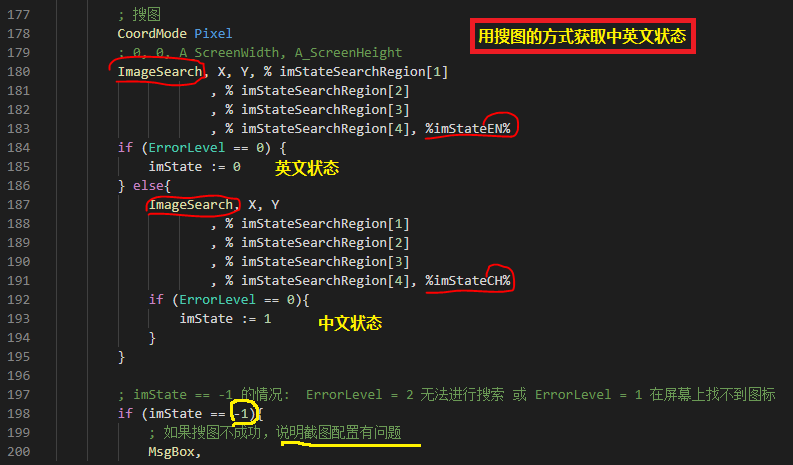 177 ; 搜图
178 CoordMode Pixel
用搜图的方式获取中英文状态
179 ; 0, 0, A_ScreenWidth, A_ScreenHeight
180 ImageSearch, X, Y, % imStateSearchRegion[1]
181 , % imStateSearchRegion[2]
182 , % imStateSearchRegion[3]
183 , % imStateSearchRegion[4], %imStateEN%
184 if (ErrorLevel == 0) {
185 imState := 0 英文状态
186 } else{
187 ImageSearch, X, Y
188 , % imStateSearchRegion[1]
189 , % imStateSearchRegion[2]
190 , % imStateSearchRegion[3]
191 , % imStateSearchRegion[4], %imStateCH%
192 if (ErrorLevel == 0){
193 imState := 1 中文状态
194 }
195 }
196
197 ; imState == -1 的情况: ErrorLevel = 2 无法进行搜索 或 ErrorLevel = 1 在屏幕上找不到图标
198 if (imState == -1){
199 ; 如果搜图不成功，说明截图配置有问题
200 MsgBox,